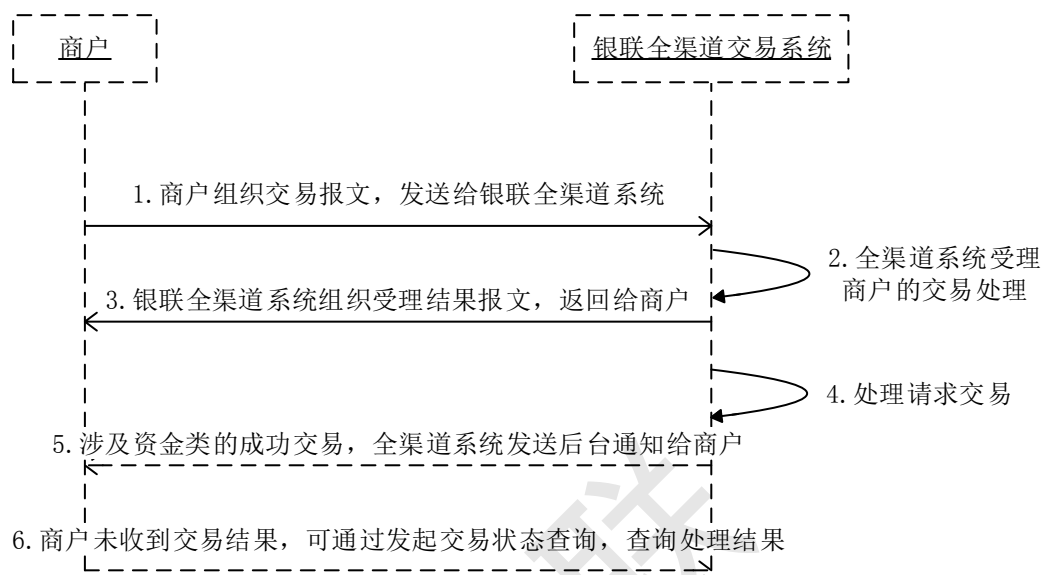 商户
银联全渠道交易系统
1.商户组织交易报文，发送给银联全渠道系统
2.全渠道系统受理
商户的交易处理
3.银联全渠道系统组织受理结果报文，返回给商户
4.处理请求交易
5.涉及资金类的成功交易，全渠道系统发送后台通知给商户
6.商户未收到交易结果，可通过发起交易状态查询，查询处理结果
联